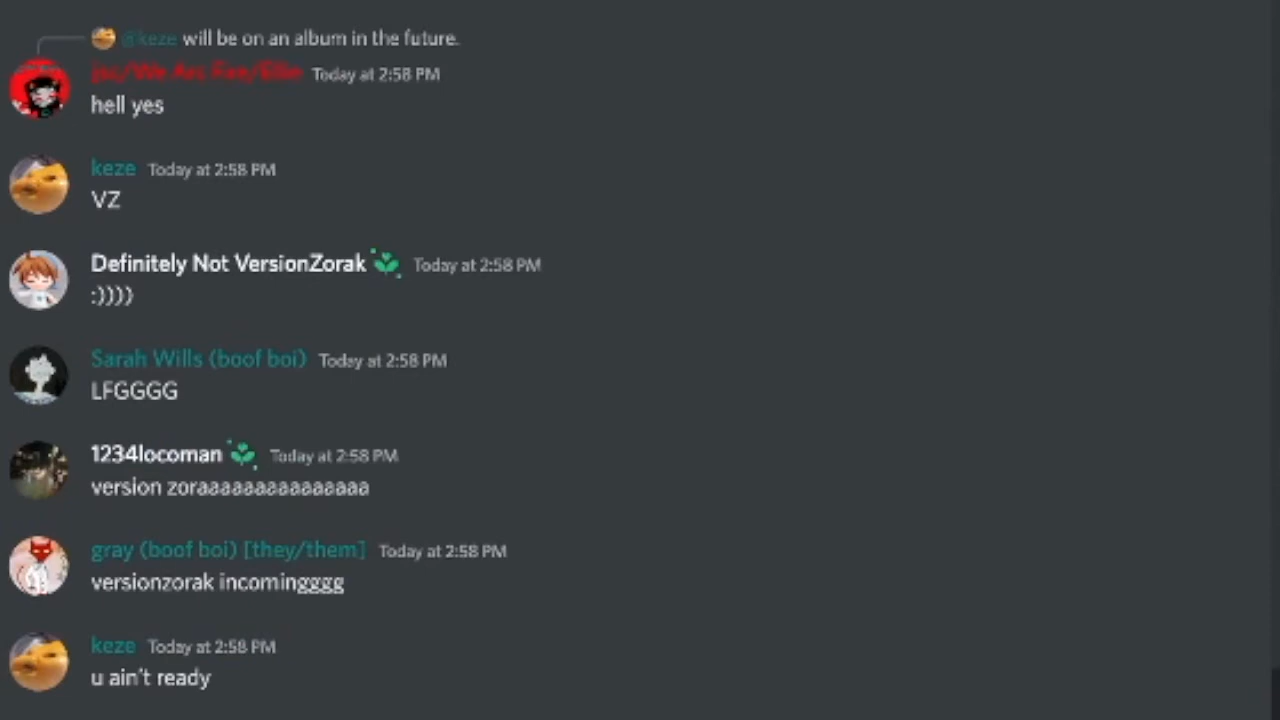 @keze will be on an album in the future.
Today at 2:58 PM
hell yes
keze Today at 2:58 PM
VZ
Definitely Not VersionZorak Today at 2:58 PM
:))))
Sarah Wills (boof boi) Today at 2:58 PM
LFGGGG
1234locoman Today at 2:58 PM
version zoraaaaaaaaaaaaaaa
gray (boof boi) [they/them] Today at 2:58 PM
versionzorak incomingggg
keze Today at 2:58 PM
u ain't ready